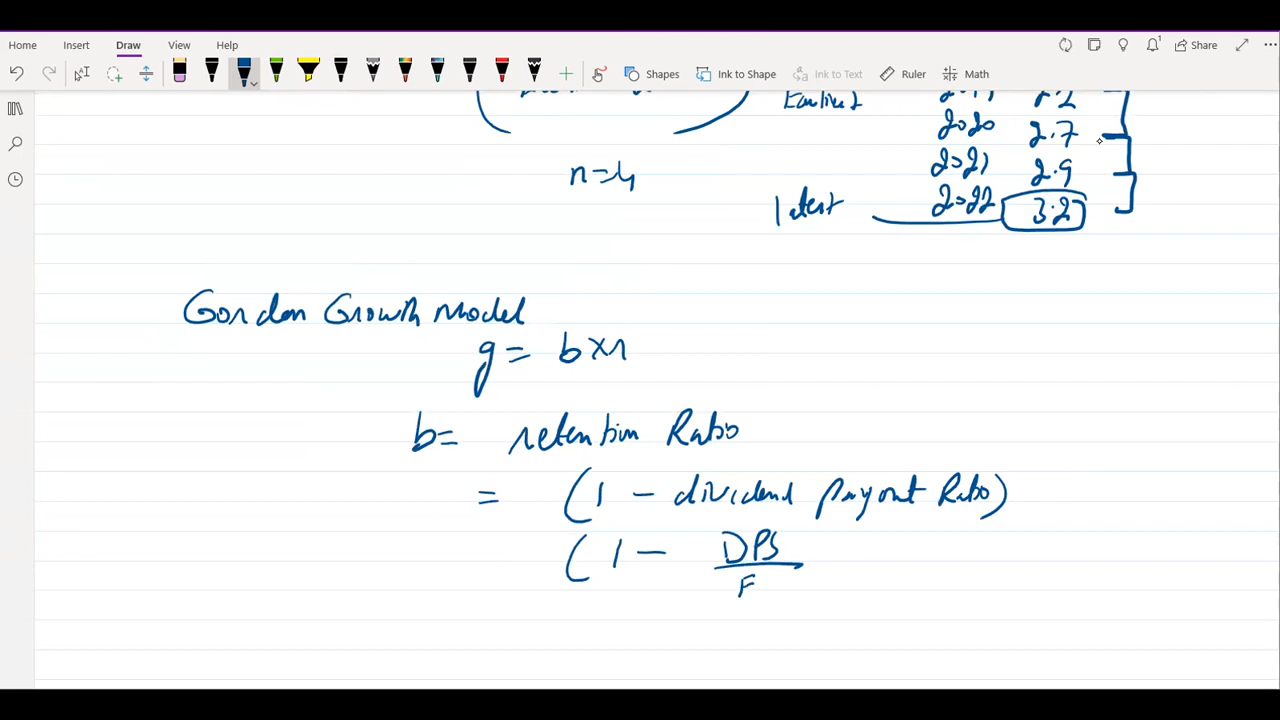 Home Insert Draw View Help
Share
Shapes Ink to Shape Ink to Text Ruler Math
Earliest
2020 2.7
n=4 2021 2.9
latest 2022 3.2
Gordon Growth Model
g = b×r
b= retention Ratio
= (1 - dividend payout Ratio)
(1 - DPS
E